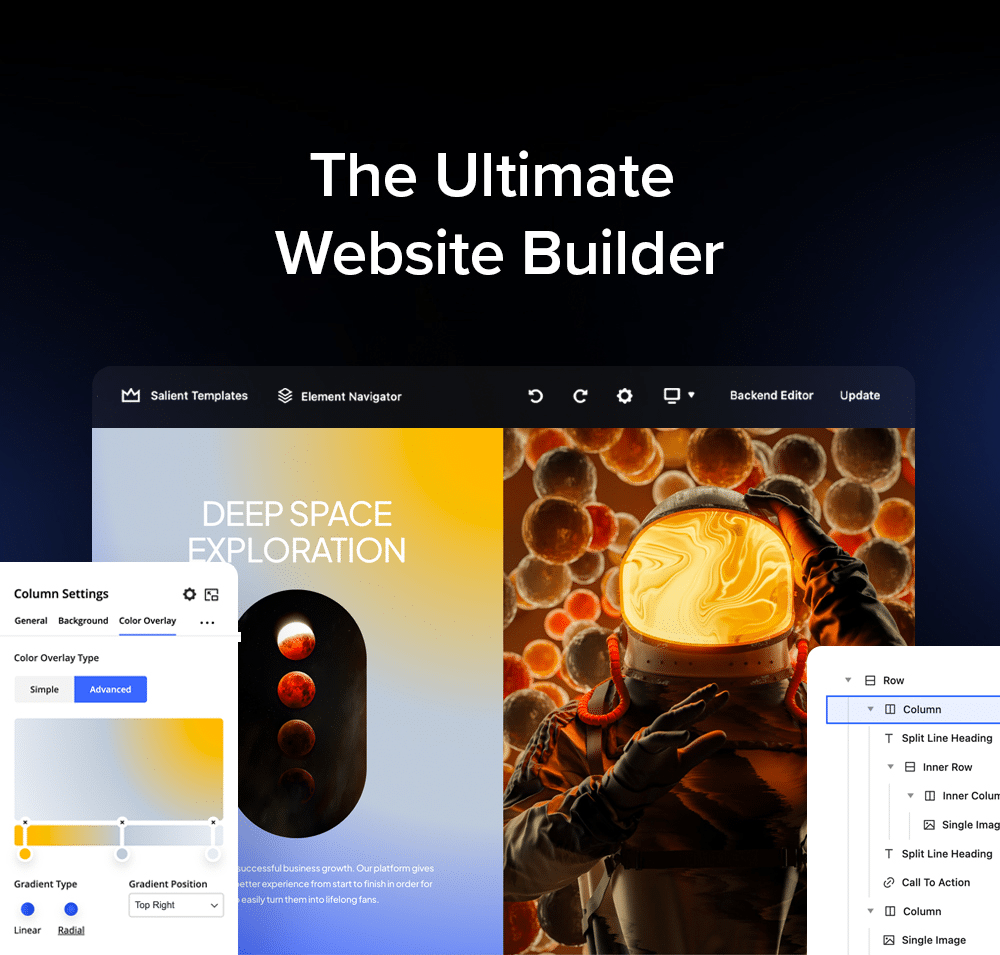 The Ultimate
Website Builder
Salient Templates
Element Navigator
Backend Editor
Update
DEEP SPACE
EXPLORATION
successful business growth. Our platform gives
better experience from start to finish in order for
easily turn them into lifelong fans.
Column Settings
General
Background
Color Overlay
Color Overlay Type
Simple
Advanced
Gradient Type
Linear
Radial
Gradient Position
Top Right
Row
Column
Split Line Heading
Inner Row
Inner Colum
Single Imag
Split Line Heading
Call To Action
Column
Single Image